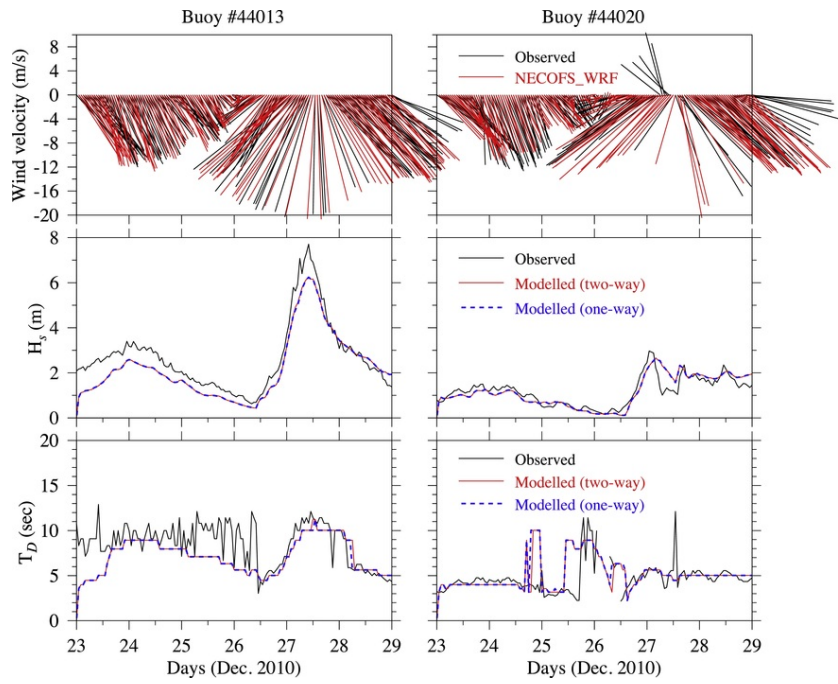 Buoy #44013
Buoy #44020
Wind velocity (m/s)
8
4
0
-4
-8
-12
-16
-20
Observed
NECOFS_WRF
H_s (m)
8
6
4
2
0
Observed
Modelled (two-way)
Modelled (one-way)
T_D (sec)
20
15
10
5
0
Observed
Modelled (two-way)
Modelled (one-way)
23 24 25 26 27 28 29
23 24 25 26 27 28 29
Days (Dec. 2010)
Days (Dec. 2010)